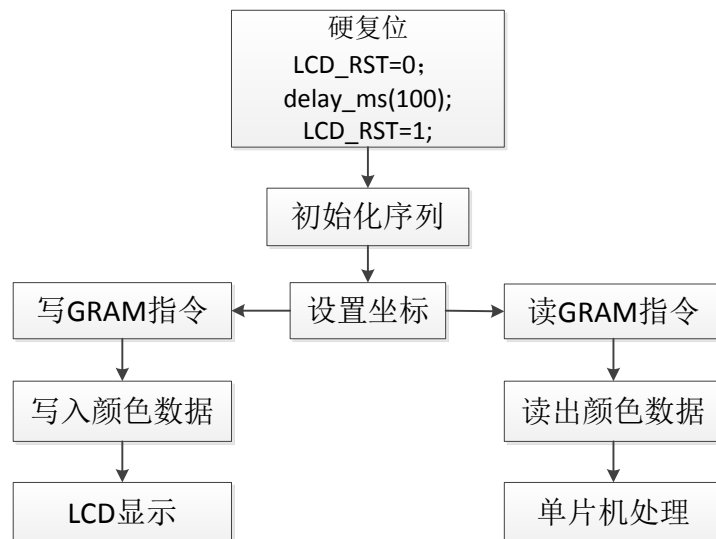 硬复位
LCD_RST=0；
delay_ms(100);
LCD_RST=1;
初始化序列
写GRAM指令
设置坐标
读GRAM指令
写入颜色数据
读出颜色数据
LCD显示
单片机处理